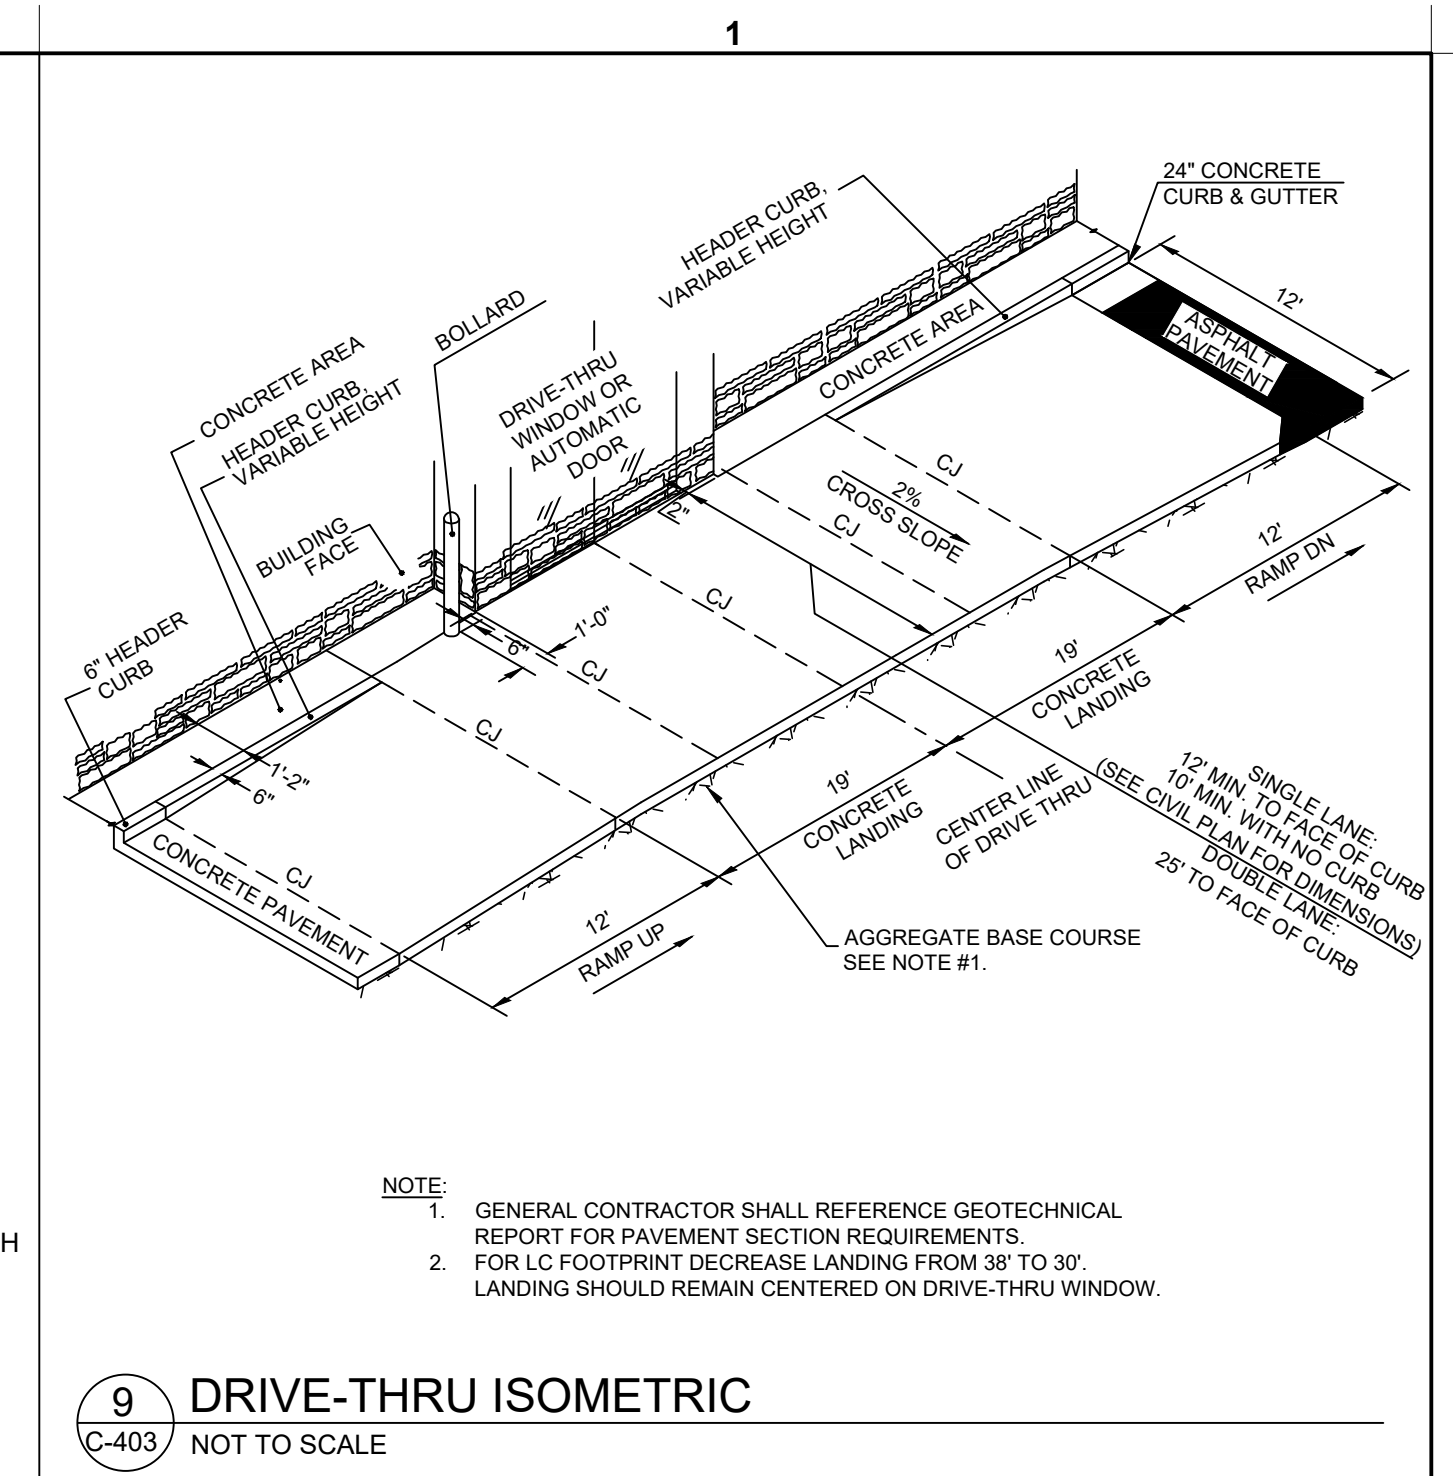 1
24" CONCRETE
CURB & GUTTER
HEADER CURB,
VARIABLE HEIGHT
12'
BOLLARD
ASPHALT
PAVEMENT
CONCRETE AREA
CONCRETE AREA
HEADER CURB,
VARIABLE HEIGHT
DRIVE-THRU
WINDOW OR
AUTOMATIC
DOOR
CJ
2%
CROSS SLOPE
CJ
2"
BUILDING
FACE
12'
RAMP DN
CJ
6" HEADER
CURB
1'-0"
6"
CJ
19'
CONCRETE
LANDING
CJ
1'-2"
6"
19'
CONCRETE
LANDING
CENTER LINE
OF DRIVE THRU
SINGLE LANE:
12' MIN. TO FACE OF CURB
10' MIN. WITH NO CURB
(SEE CIVIL PLAN FOR DIMENSIONS)
DOUBLE LANE:
25' TO FACE OF CURB
CJ
CONCRETE PAVEMENT
12'
RAMP UP
AGGREGATE BASE COURSE
SEE NOTE #1.
NOTE:
1. GENERAL CONTRACTOR SHALL REFERENCE GEOTECHNICAL
REPORT FOR PAVEMENT SECTION REQUIREMENTS.
H
2. FOR LC FOOTPRINT DECREASE LANDING FROM 38' TO 30'.
LANDING SHOULD REMAIN CENTERED ON DRIVE-THRU WINDOW.
9 DRIVE-THRU ISOMETRIC
C-403 NOT TO SCALE